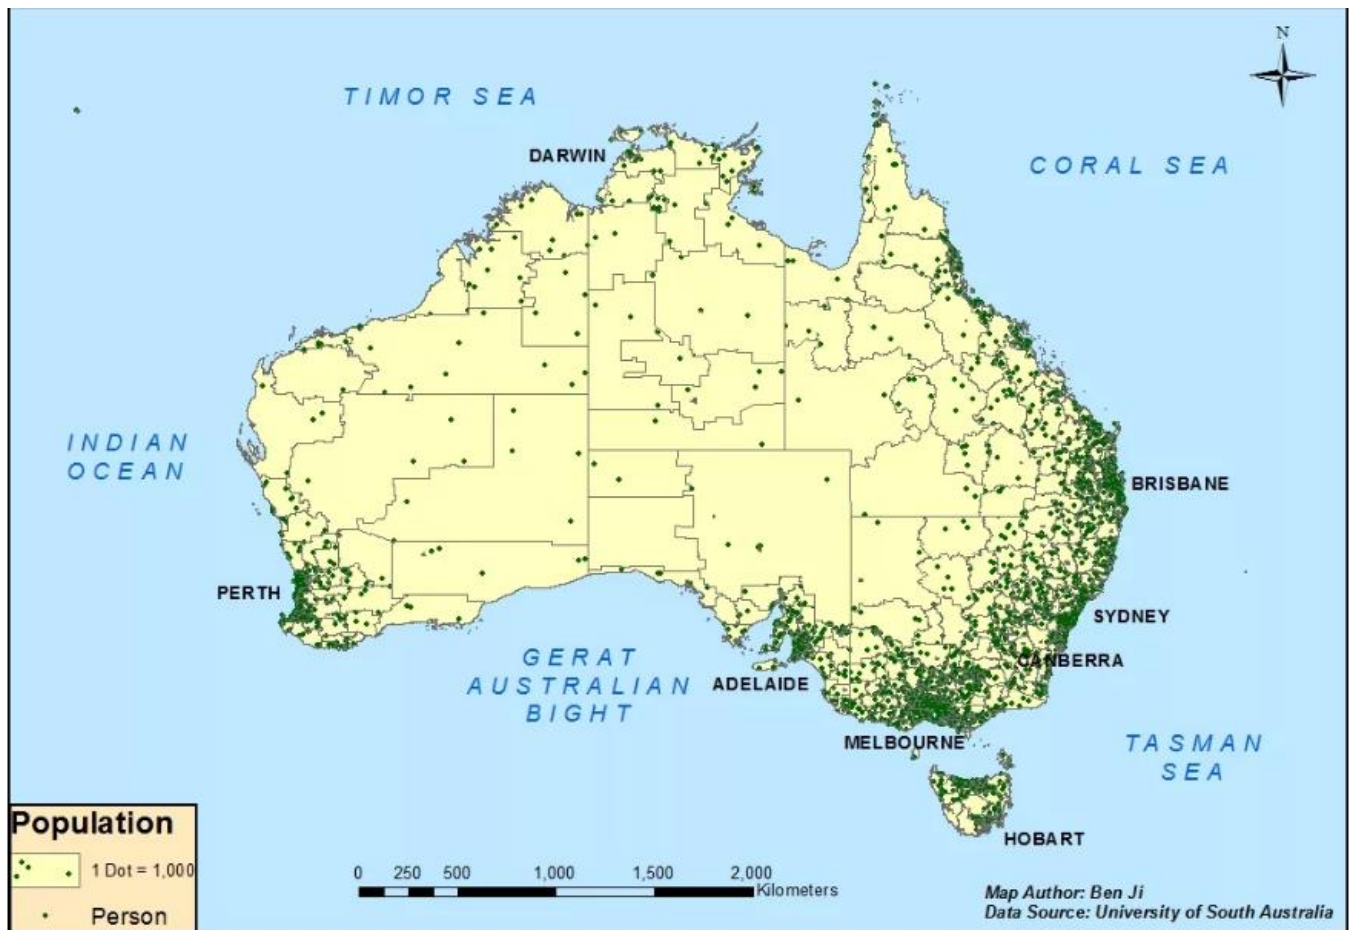 N
TIMOR SEA
DARWIN
CORAL SEA
INDIAN
OCEAN
BRISBANE
PERTH
SYDNEY
CANBERRA
GERAT
AUSTRALIAN
BIGHT
ADELAIDE
MELBOURNE
TASMAN
SEA
HOBART
Population
1 Dot = 1,000
Person
0 250 500 1,000 1,500 2,000
Kilometers
Map Author: Ben Ji
Data Source: University of South Australia